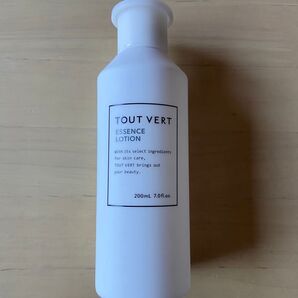 TOUT VERT
ESSENCE
LOTION
With its select ingredients
for skin care,
TOUT VERT brings out
your beauty.
200mL 7.0fl.oz.